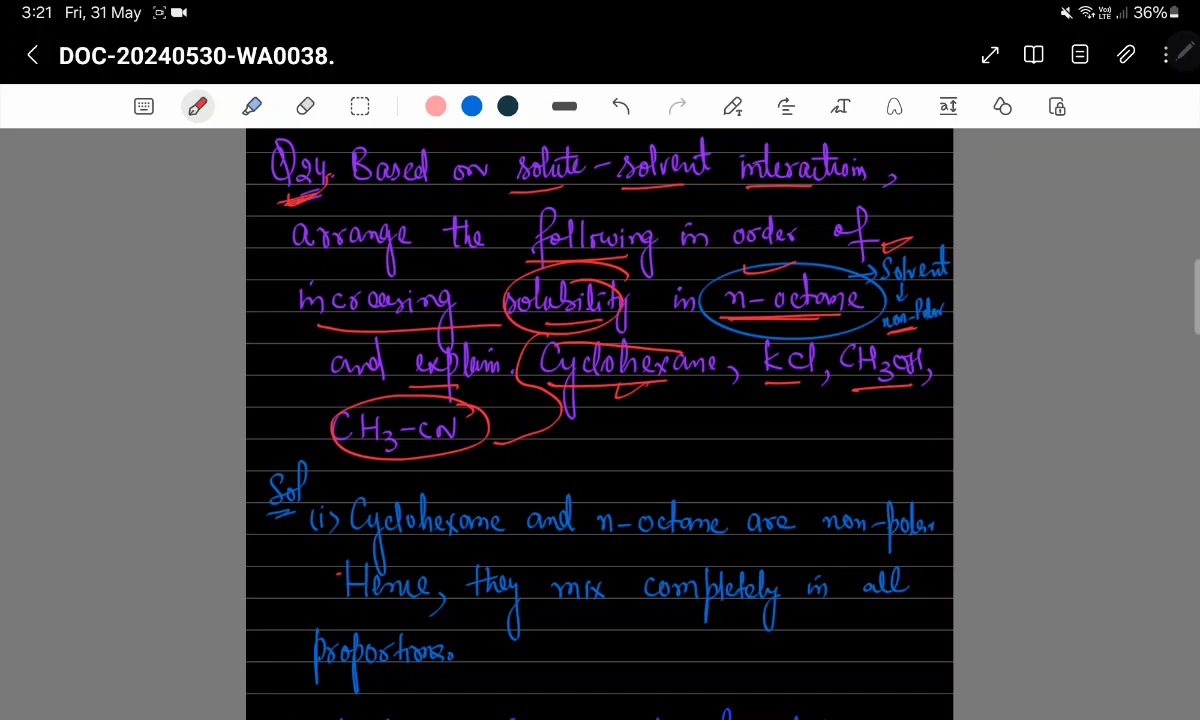 3:21 Fri, 31 May
36%
DOC-20240530-WA0038.
Q24. Based on solute-solvent interaction,
arrange the following in order of
increasing solubility in n-octane
→ Solvent
↓
non-Polar
and explain. Cyclohexane, kcl, CH3OH,
CH3-CN
Sol
(i) Cyclohexane and n-octane are non-polar.
Hence, they mix completely in all
proportions.